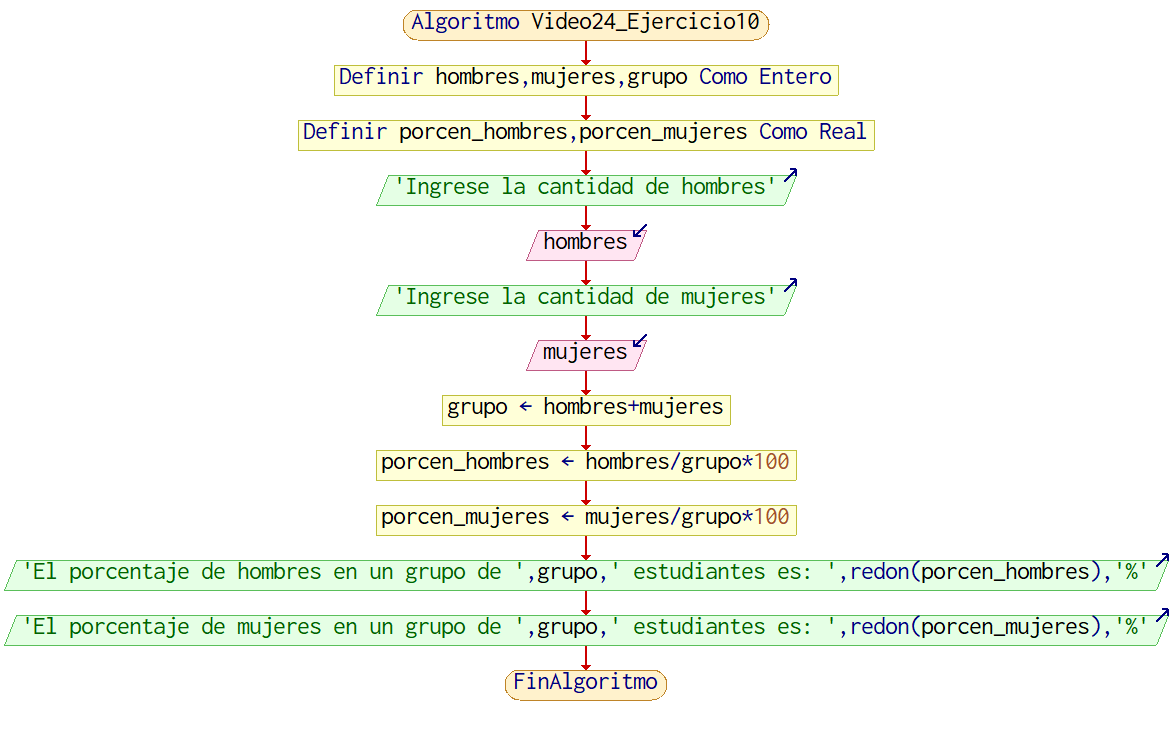 Algoritmo Video24_Ejercicio10
Definir hombres,mujeres,grupo Como Entero
Definir porcen_hombres,porcen_mujeres Como Real
'Ingrese la cantidad de hombres'
hombres
'Ingrese la cantidad de mujeres'
mujeres
grupo ← hombres+mujeres
porcen_hombres ← hombres/grupo*100
porcen_mujeres ← mujeres/grupo*100
'El porcentaje de hombres en un grupo de ',grupo,' estudiantes es: ',redon(porcen_hombres),'%'
'El porcentaje de mujeres en un grupo de ',grupo,' estudiantes es: ',redon(porcen_mujeres),'%'
FinAlgoritmo